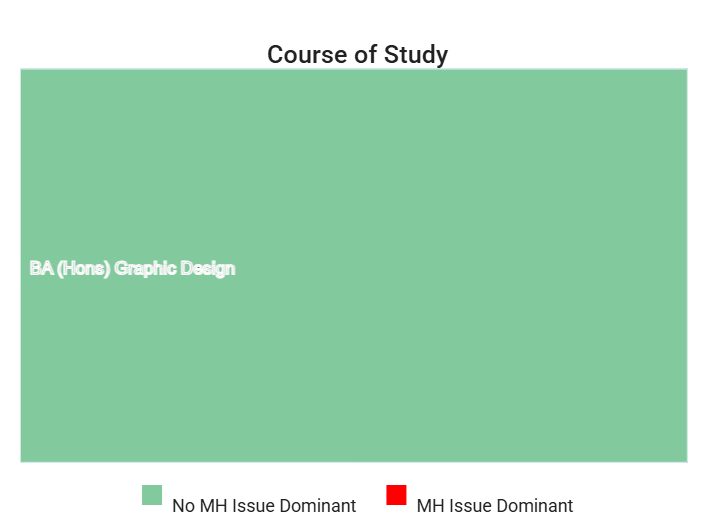 Course of Study
BA (Hons) Graphic Design
No MH Issue Dominant
MH Issue Dominant